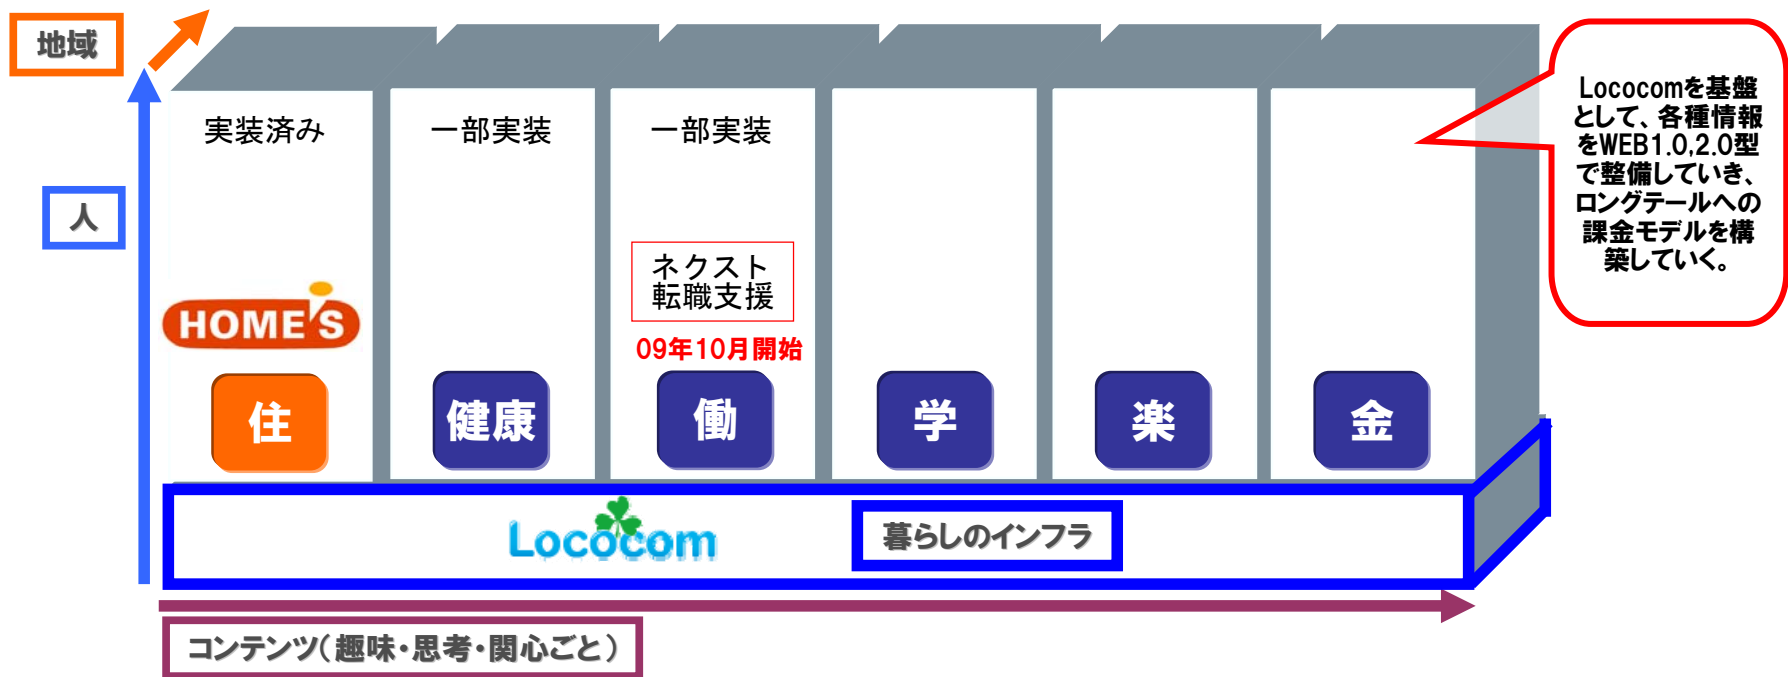 地域
人
実装済み
一部実装
一部実装
HOME'S
ネクスト
転職支援
09年10月開始
住
健康
働
学
楽
金
Lococomを基盤
として、各種情報
をWEB1.0,2.0型
で整備していき、
ロングテールへの
課金モデルを構
築していく。
Lococom
暮らしのインフラ
コンテンツ(趣味・思考・関心ごと)